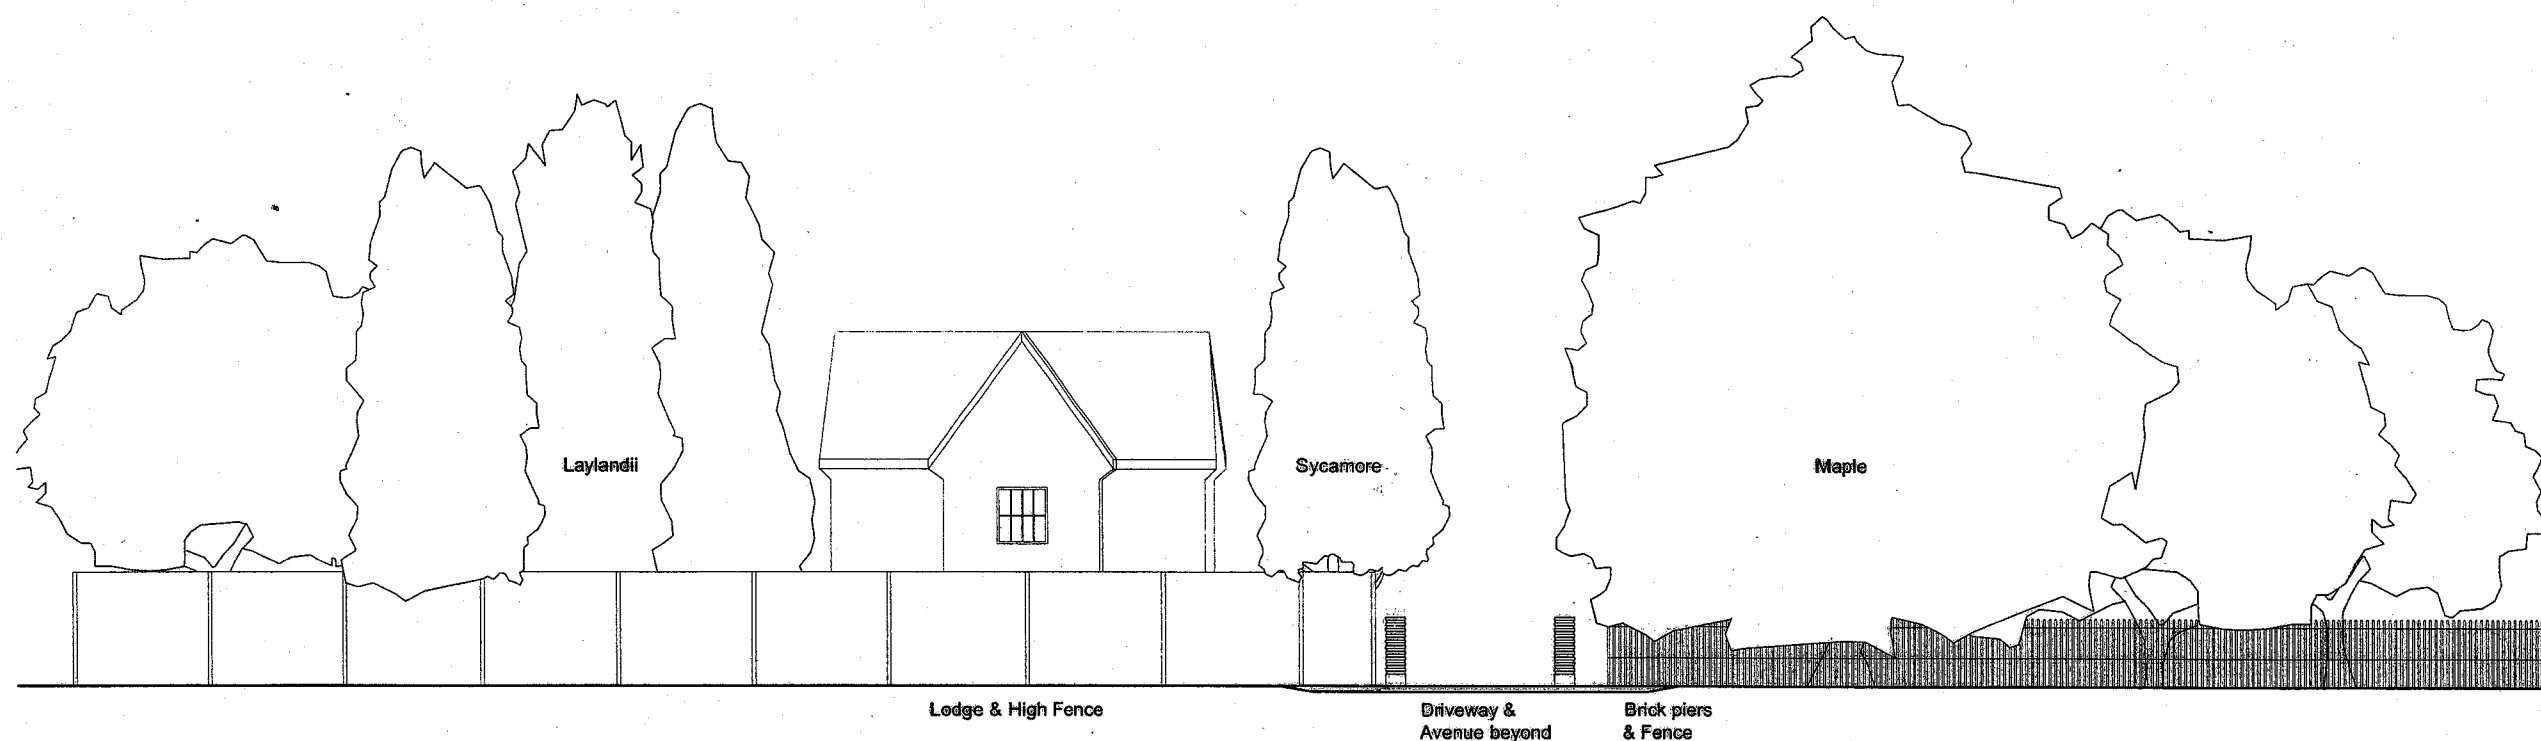 Laylandii
Sycamore
Maple
Lodge & High Fence
Driveway &
Avenue beyond
Brick piers
& Fence